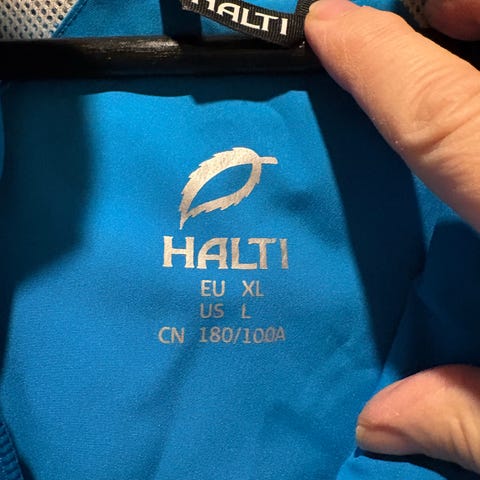 HALTI
HALTI
EU XL
US L
CN 180/100A